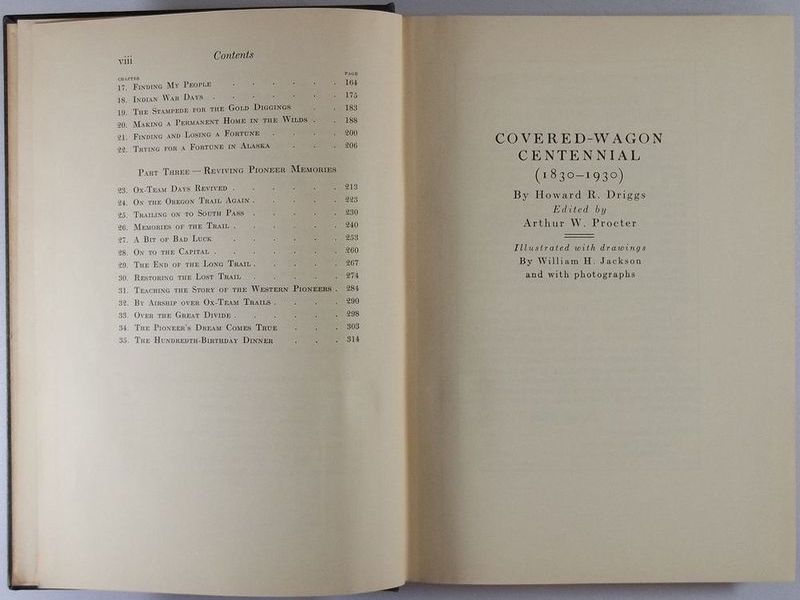 viii Contents
CHAPTER PAGE
17. Finding My People . . . . . . 164
18. Indian War Days . . . . . . . 175
19. The Stampede for the Gold Diggings . . 183
20. Making a Permanent Home in the Wilds . . 188
21. Finding and Losing a Fortune . . . . 200
22. Trying for a Fortune in Alaska . . . 206
Part Three — Reviving Pioneer Memories
23. Ox-Team Days Revived . . . . . . 213
24. On the Oregon Trail Again . . . . . 223
25. Trailing on to South Pass . . . . . 230
26. Memories of the Trail . . . . . . 240
27. A Bit of Bad Luck . . . . . . 253
28. On to the Capital . . . . . . . 260
29. The End of the Long Trail . . . . . 267
30. Restoring the Lost Trail . . . . . 274
31. Teaching the Story of the Western Pioneers . 284
32. By Airship over Ox-Team Trails . . . . 290
33. Over the Great Divide . . . . . . 298
34. The Pioneer's Dream Comes True . . . 303
35. The Hundredth-Birthday Dinner . . . 314
COVERED-WAGON
CENTENNIAL
(1830–1930)
By Howard R. Driggs
Edited by
Arthur W. Procter
Illustrated with drawings
By William H. Jackson
and with photographs